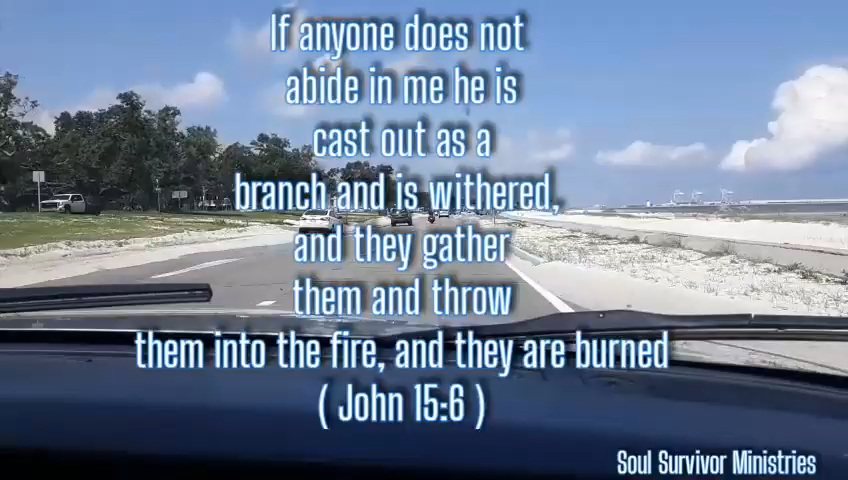 If anyone does not
abide in me he is
cast out as a
branch and is withered,
and they gather
them and throw
them into the fire, and they are burned
( John 15:6 )
Soul Survivor Ministries